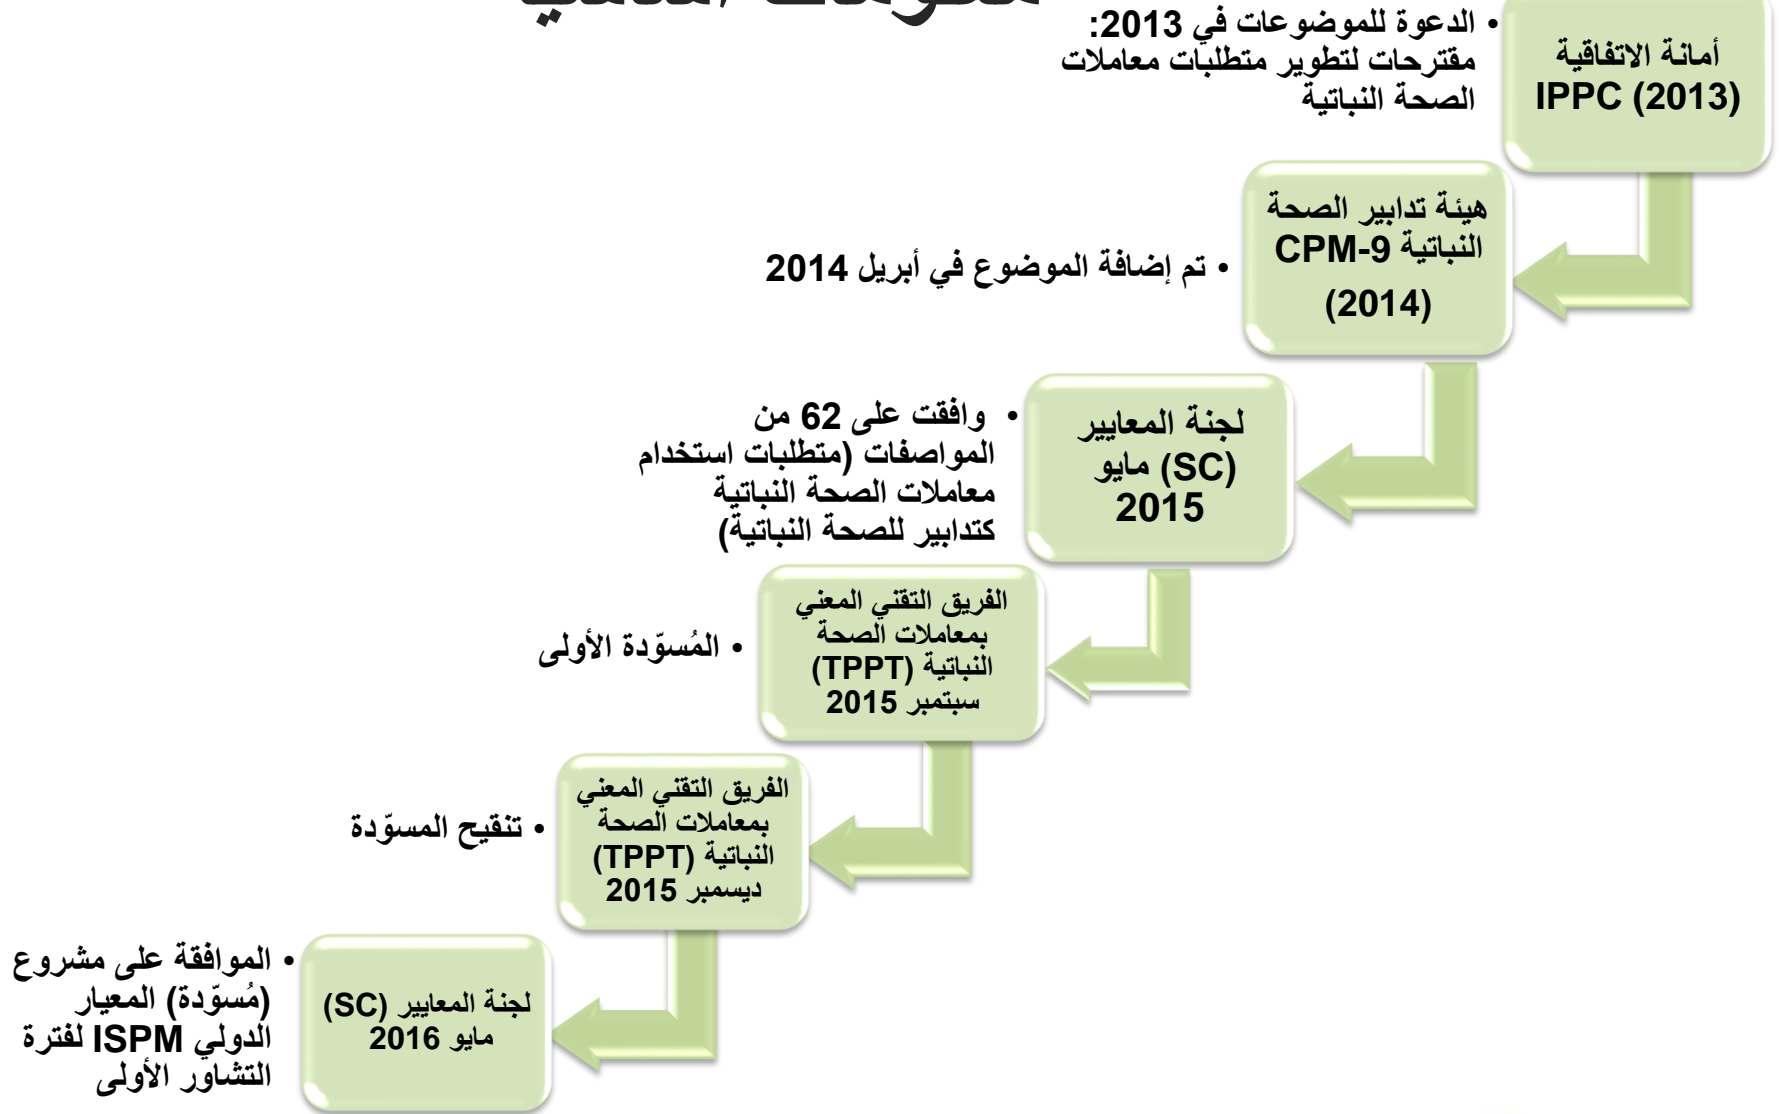 أمانة الاتفاقية
IPPC (2013)
• الدعوة للموضوعات في 2013:
مقترحات لتطوير متطلبات معاملات
الصحة النباتية
هيئة تدابير الصحة
النباتية CPM-9
(2014)
• تم إضافة الموضوع في أبريل 2014
لجنة المعايير
(SC) مايو
2015
• وافقت على 62 من
المواصفات (متطلبات استخدام
معاملات الصحة النباتية
كتدابير للصحة النباتية)
الفريق التقني المعني
بمعاملات الصحة
النباتية (TPPT)
سبتمبر 2015
• المُسوّدة الأولى
الفريق التقني المعني
بمعاملات الصحة
النباتية (TPPT)
ديسمبر 2015
• تنقيح المسوّدة
لجنة المعايير (SC)
مايو 2016
• الموافقة على مشروع
(مُسوّدة) المعيار
الدولي ISPM لفترة
التشاور الأولى